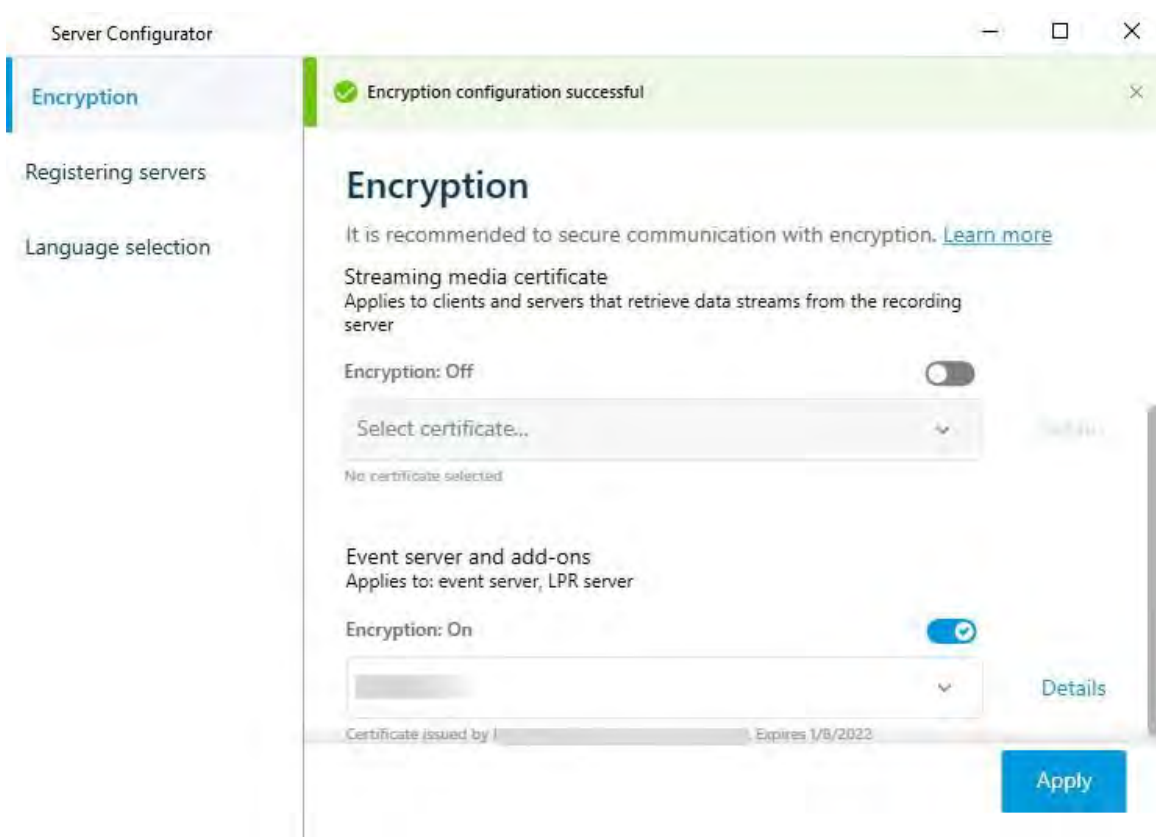 Server Configurator
Encryption
Registering servers
Language selection
Encryption configuration successful
Encryption
It is recommended to secure communication with encryption. Learn more
Streaming media certificate
Applies to clients and servers that retrieve data streams from the recording
server
Encryption: Off
Select certificate...
No certificate selected
Event server and add-ons
Applies to: event server, LPR server
Encryption: On
Details
Certificate issued by
Expires 1/8/2022
Apply